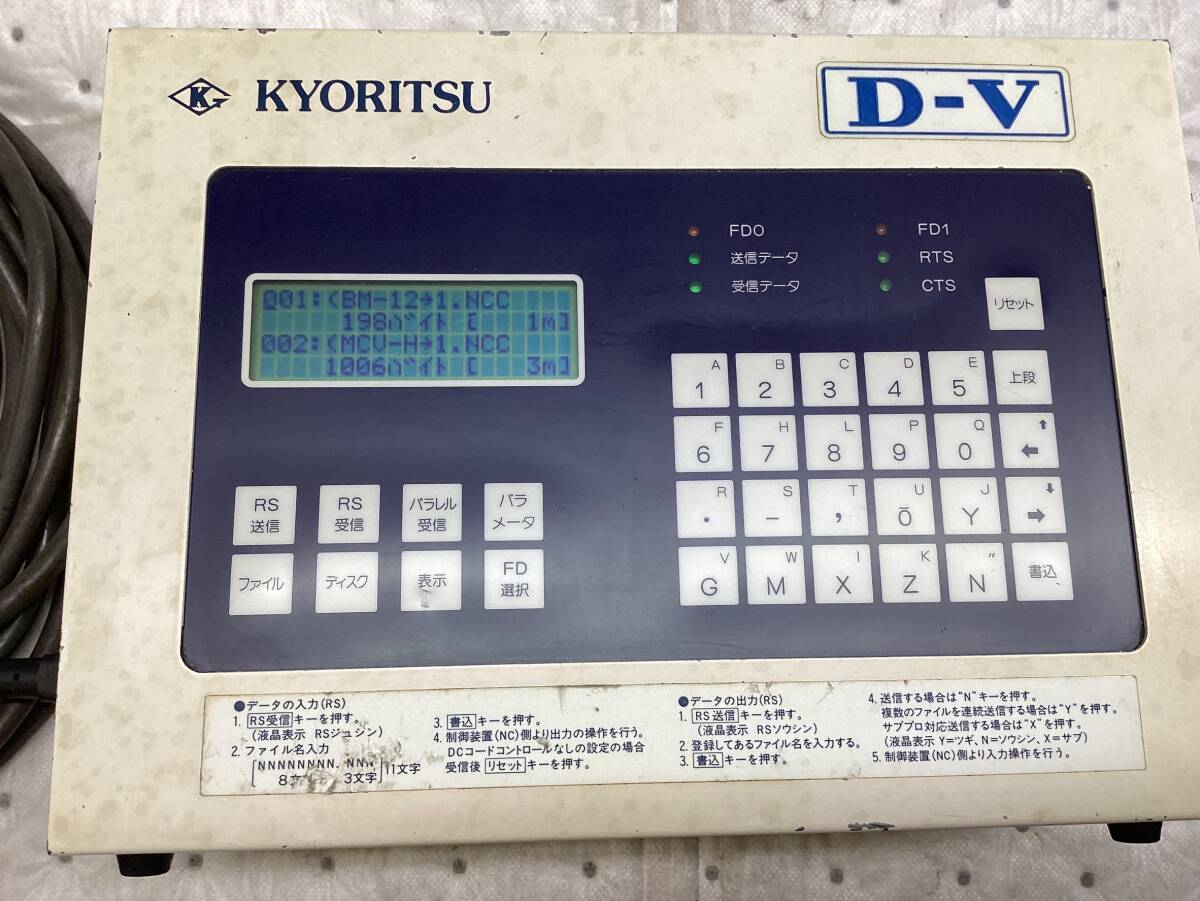 KYORITSU
D-V
FD0
FD1
送信データ
RTS
受信データ
CTS
リセット
001:(BM-12→1.NCC
198バイト [ 1m]
002:(MCV-H→1.NCC
1006バイト [ 3m]
A 1
B 2
C 3
D 4
E 5
上段
F 6
H 7
L 8
P 9
Q 0
↑ ←
R .
S -
T ,
U Ō
J Y
↓ →
V G
W M
I X
K Z
" N
書込
RS 送信
RS 受信
パラレル 受信
パラ メータ
ファイル
ディスク
表示
FD 選択
●データの入力(RS)
1. RS受信 キーを押す。
(液晶表示 RSジュシン)
2. ファイル名入力
NNNNNNNN. NNN
8文 3文字 11文字
3. 書込 キーを押す。
4. 制御装置(NC)側より出力の操作を行う。
DCコードコントロールなしの設定の場合
受信後 リセット キーを押す。
●データの出力(RS)
1. RS送信 キーを押す。
(液晶表示 RSソウシン)
2. 登録してあるファイル名を入力する。
3. 書込 キーを押す。
4. 送信する場合は“N”キーを押す。
複数のファイルを連続送信する場合は“Y”を押す。
サブプロ対応送信する場合は“X”を押す。
(液晶表示 Y=ツギ、N=ソウシン、X=サブ)
5. 制御装置(NC)側より入力操作を行う。